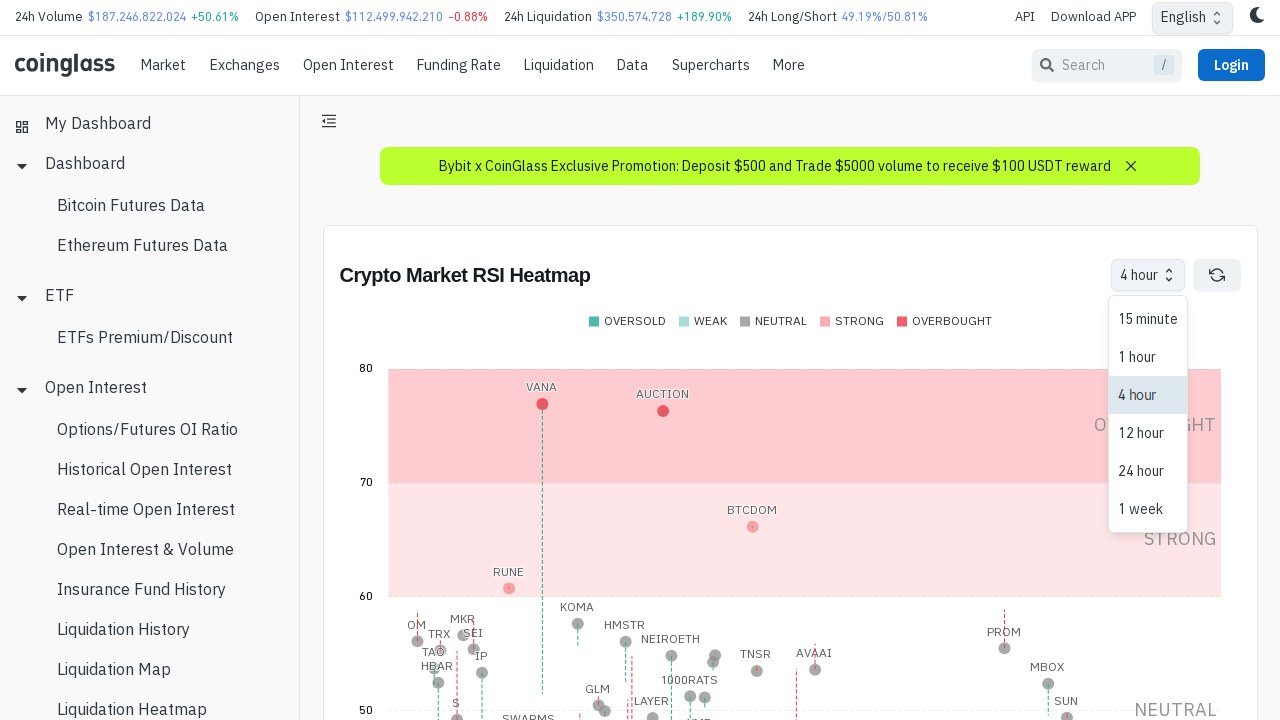 24h Volume $187,246,822,024 +50.61% Open Interest $112,499,942,210 -0.88% 24h Liquidation $350,574,728 +189.90% 24h Long/Short 49.19%/50.81% API Download APP English
coinglass Market Exchanges Open Interest Funding Rate Liquidation Data Supercharts More Search / Login
My Dashboard
Dashboard
Bitcoin Futures Data
Ethereum Futures Data
ETF
ETFs Premium/Discount
Open Interest
Options/Futures OI Ratio
Historical Open Interest
Real-time Open Interest
Open Interest & Volume
Insurance Fund History
Liquidation History
Liquidation Map
Liquidation Heatmap
Bybit x CoinGlass Exclusive Promotion: Deposit $500 and Trade $5000 volume to receive $100 USDT reward
Crypto Market RSI Heatmap
4 hour
15 minute
1 hour
4 hour
12 hour
24 hour
1 week
OVERSOLD WEAK NEUTRAL STRONG OVERBOUGHT
80
VANA
AUCTION
70
BTCDOM
STRONG
RUNE
60
KOMA
OM
MKR
HMSTR
TRX
SEI
PROM
NEIROETH
TAO
IP
TNSR
AVAAI
HBAR
MBOX
1000RATS
GLM
S
LAYER
SUN
50
NEUTRAL
SWARMS